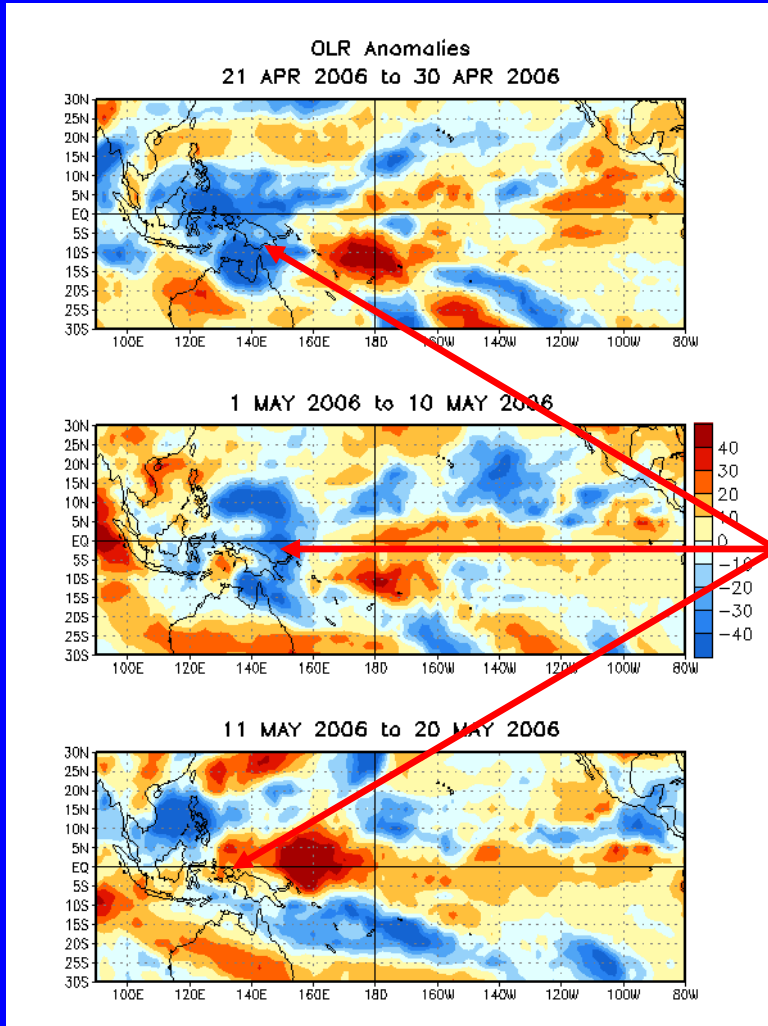 OLR Anomalies
21 APR 2006 to 30 APR 2006
30N
25N
20N
15N
10N
5N
EQ
5S
10S
15S
20S
25S
30S
100E 120E 140E 160E 180 160W 140W 120W 100W 80W
1 MAY 2006 to 10 MAY 2006
30N
25N
20N
15N
10N
5N
EQ
5S
10S
15S
20S
25S
30S
100E 120E 140E 160E 180 160W 140W 120W 100W 80W
40
30
20
10
0
-10
-20
-30
-40
11 MAY 2006 to 20 MAY 2006
30N
25N
20N
15N
10N
5N
EQ
5S
10S
15S
20S
25S
30S
100E 120E 140E 160E 180 160W 140W 120W 100W 80W